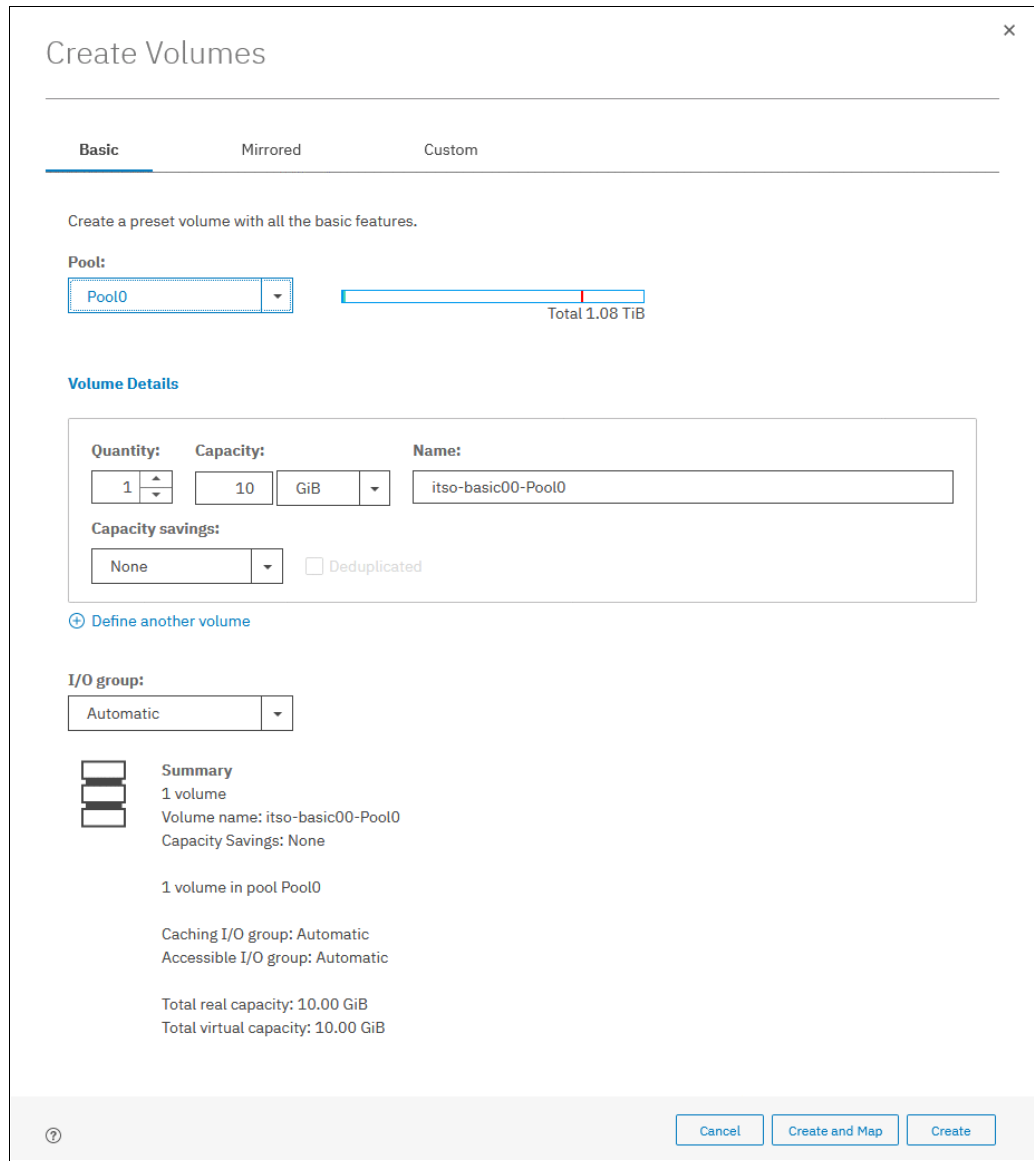 Create Volumes
Basic Mirrored Custom
Create a preset volume with all the basic features.
Pool:
Pool0
Total 1.08 TiB
Volume Details
Quantity: Capacity: Name:
1 10 GiB itso-basic00-Pool0
Capacity savings:
None Deduplicated
Define another volume
I/O group:
Automatic
Summary
1 volume
Volume name: itso-basic00-Pool0
Capacity Savings: None
1 volume in pool Pool0
Caching I/O group: Automatic
Accessible I/O group: Automatic
Total real capacity: 10.00 GiB
Total virtual capacity: 10.00 GiB
Cancel Create and Map Create